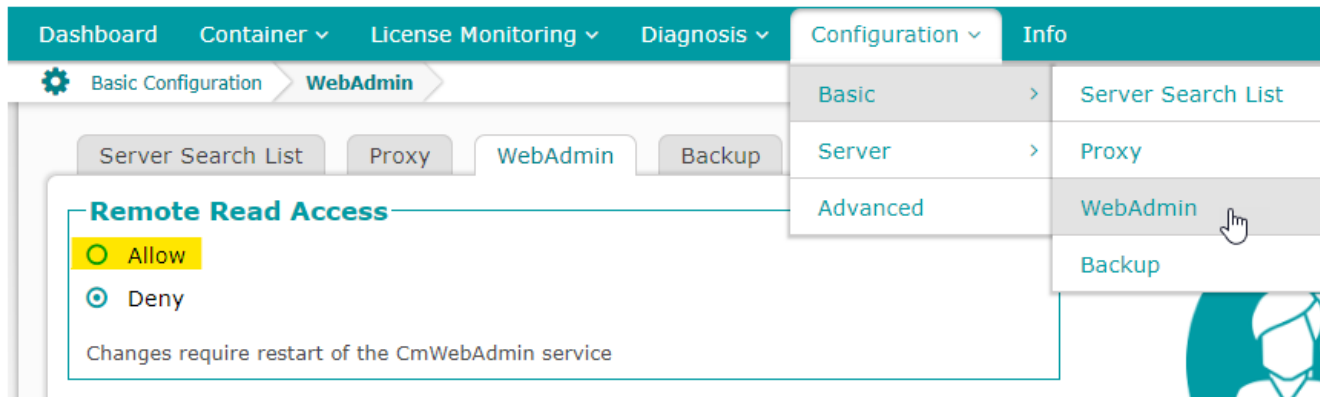 Dashboard Container License Monitoring Diagnosis Configuration Info
Basic Configuration WebAdmin
Basic Server Search List
Server Search List Proxy WebAdmin Backup
Server Proxy
Advanced WebAdmin
Backup
Remote Read Access
Allow
Deny
Changes require restart of the CmWebAdmin service